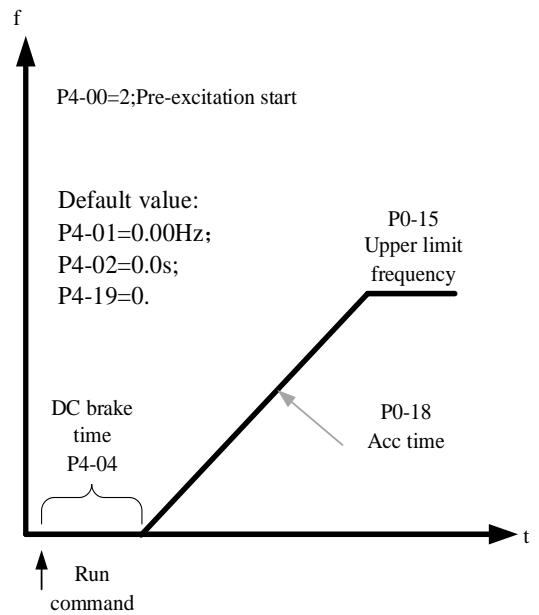 f
P4-00=2;Pre-excitation start
Default value:
P4-01=0.00Hz；
P4-02=0.0s;
P4-19=0.
P0-15
Upper limit
frequency
DC brake
time
P4-04
P0-18
Acc time
t
Run
command